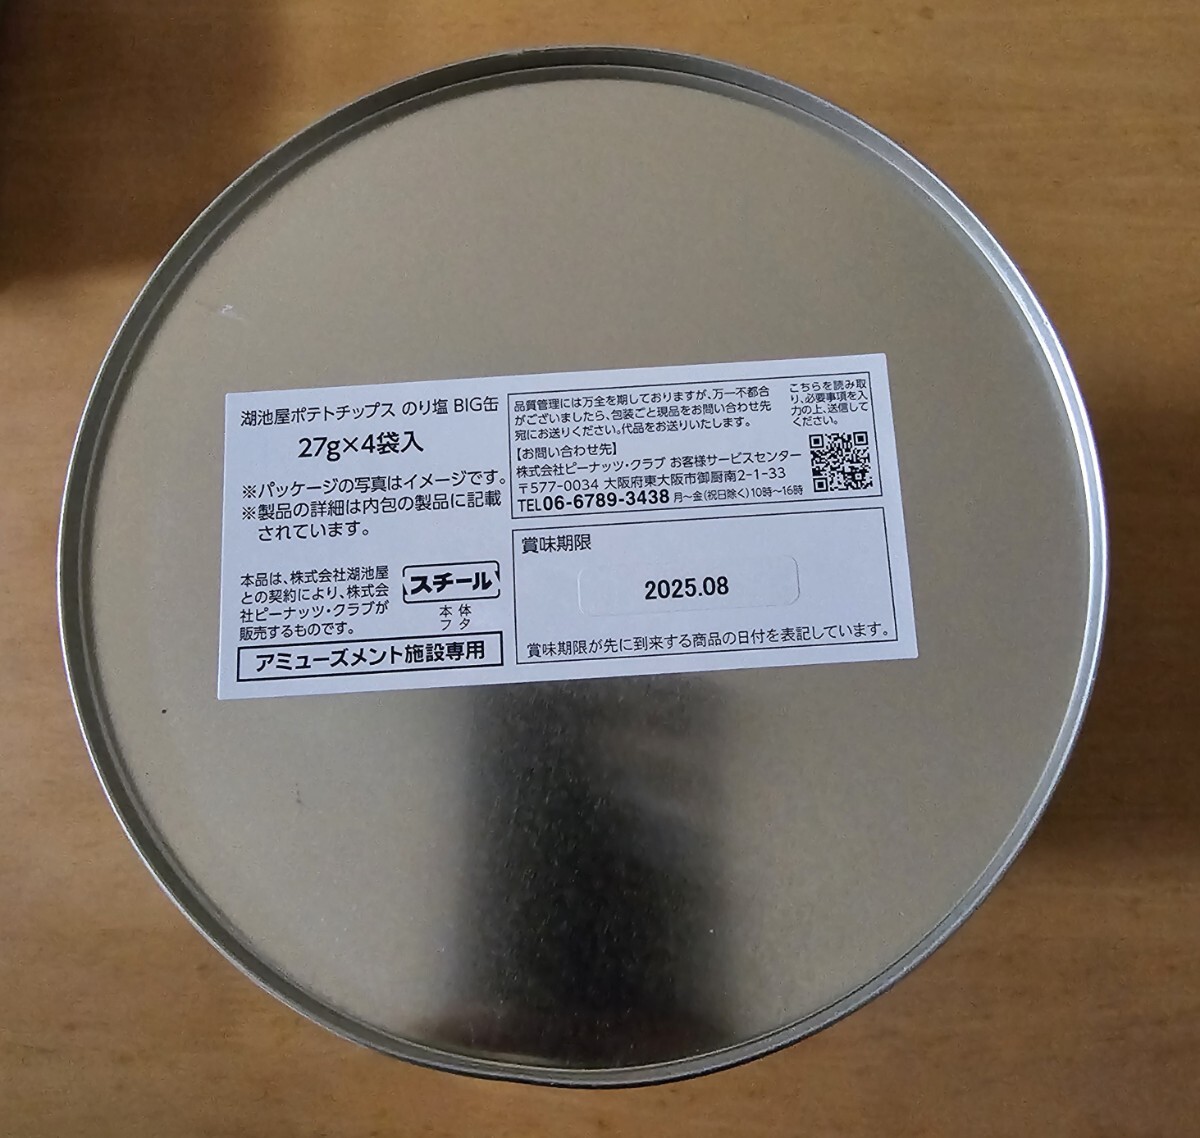 湖池屋ポテトチップス のり塩 BIG缶
27g×4袋入
※パッケージの写真はイメージです。
※製品の詳細は内包の製品に記載
されています。
本品は、株式会社湖池屋
との契約により、株式会
社ピーナッツ・クラブが
販売するものです。
スチール
本 体
フ タ
アミューズメント施設専用
品質管理には万全を期しておりますが、万一不都合
がございましたら、包装ごと現品をお問い合わせ先
宛にお送りください。代品をお送りいたします。
【お問い合わせ先】
株式会社ピーナッツ・クラブ お客様サービスセンター
〒577-0034 大阪府東大阪市御厨南2-1-33
TEL06-6789-3438 月～金(祝日除く)10時～16時
こちらを読み取
り、必要事項を入
力の上、送信して
ください。
賞味期限
2025.08
賞味期限が先に到来する商品の日付を表記しています。